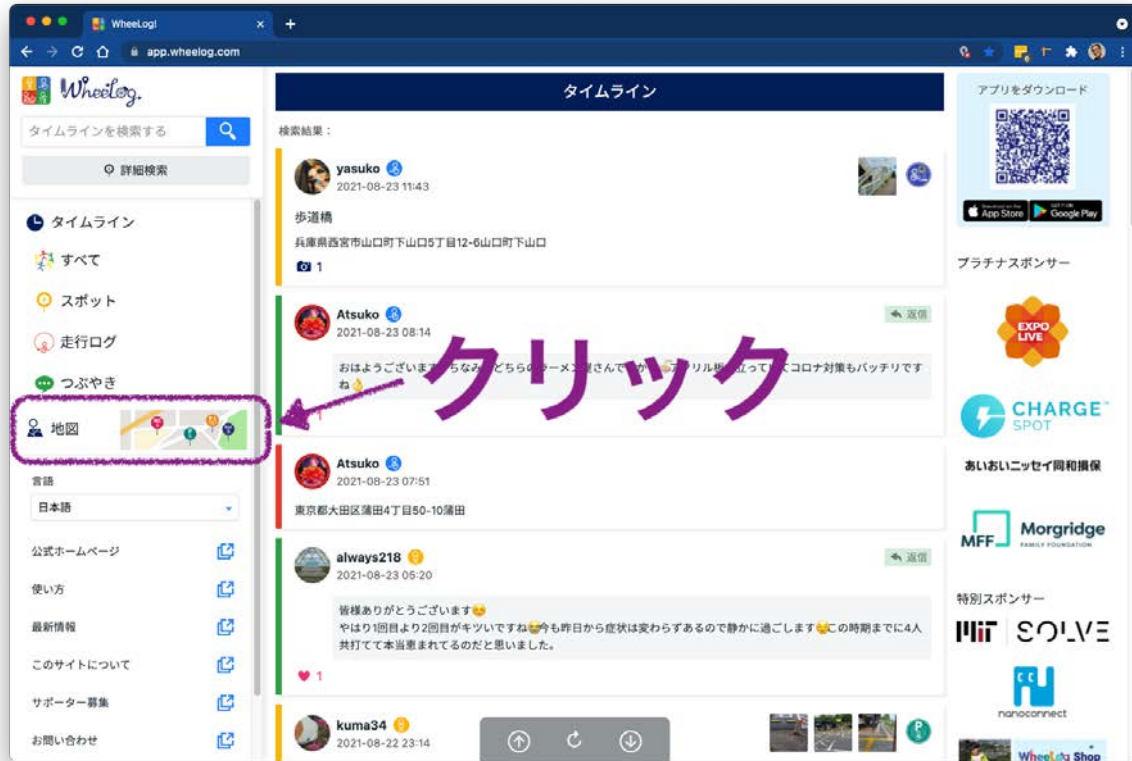 WheeLog!
app.wheelog.com
WheeLog.
タイムラインを検索する
詳細検索
タイムライン
すべて
スポット
走行ログ
つぶやき
地図
言語
日本語
公式ホームページ
使い方
最新情報
このサイトについて
サポーター募集
お問い合わせ
タイムライン
検索結果:
yasuko
2021-08-23 11:43
歩道橋
兵庫県西宮市山口町下山口5丁目12-6山口町下山口
1
Atsuko
2021-08-23 08:14
返信
おはようございます
コロナ対策もバッチリです
ね
クリック
Atsuko
2021-08-23 07:51
東京都大田区蒲田4丁目50-10蒲田
always218
2021-08-23 05:20
返信
皆様ありがとうございます
やはり1回目より2回目がキツいですね 今も昨日から症状は変わらずあるので静かに過ごします この時期までに4人
共打てて本当恵まれてるのだと思いました。
1
kuma34
2021-08-22 23:14
アプリをダウンロード
Download on the App Store
GET IT ON Google Play
プラチナスポンサー
EXPO
LIVE
CHARGE
SPOT
あいおいニッセイ同和損保
MFF Morgridge
FAMILY FOUNDATION
特別スポンサー
MIT SOLVE
nanoconnect
WheeLog Shop